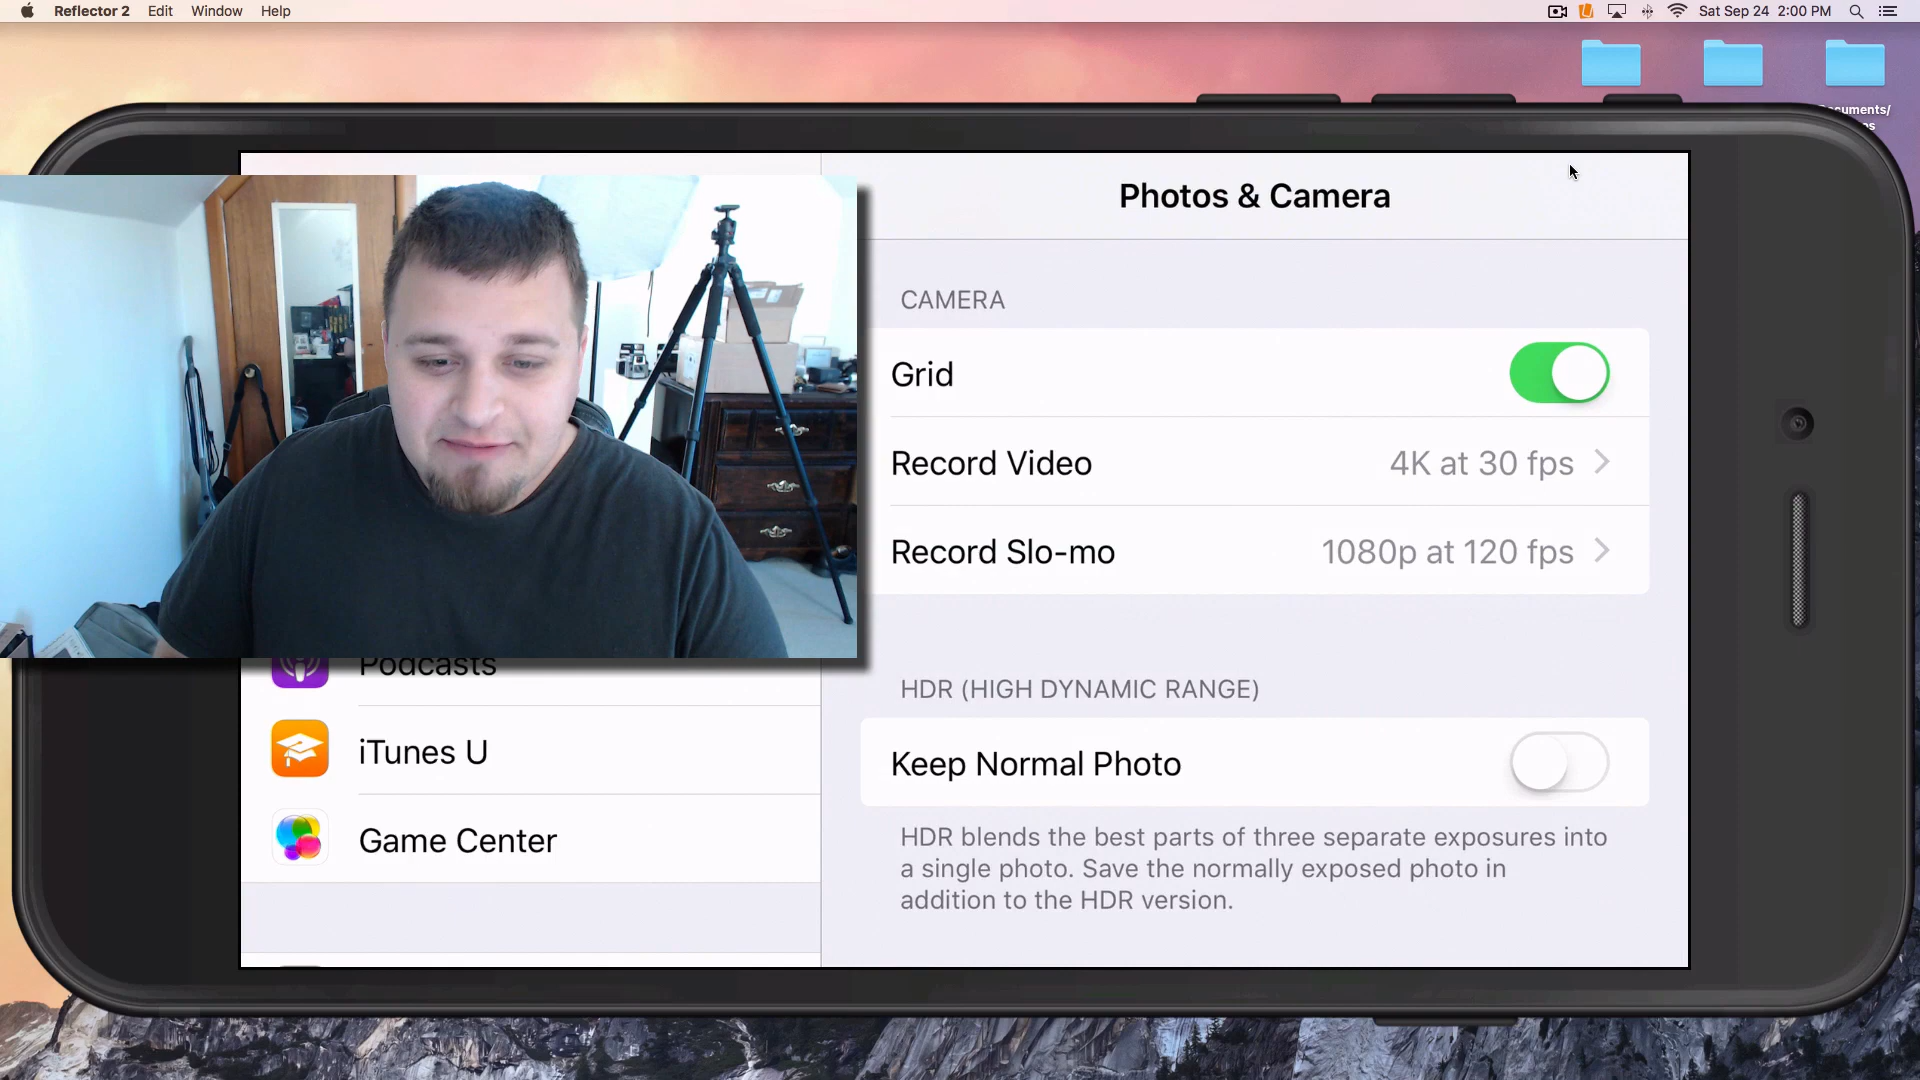 Reflector 2 Edit Window Help
Sat Sep 24 2:00 PM
Photos & Camera
CAMERA
Grid
Record Video 4K at 30 fps
Record Slo-mo 1080p at 120 fps
Podcasts
iTunes U
Game Center
HDR (HIGH DYNAMIC RANGE)
Keep Normal Photo
HDR blends the best parts of three separate exposures into
a single photo. Save the normally exposed photo in
addition to the HDR version.